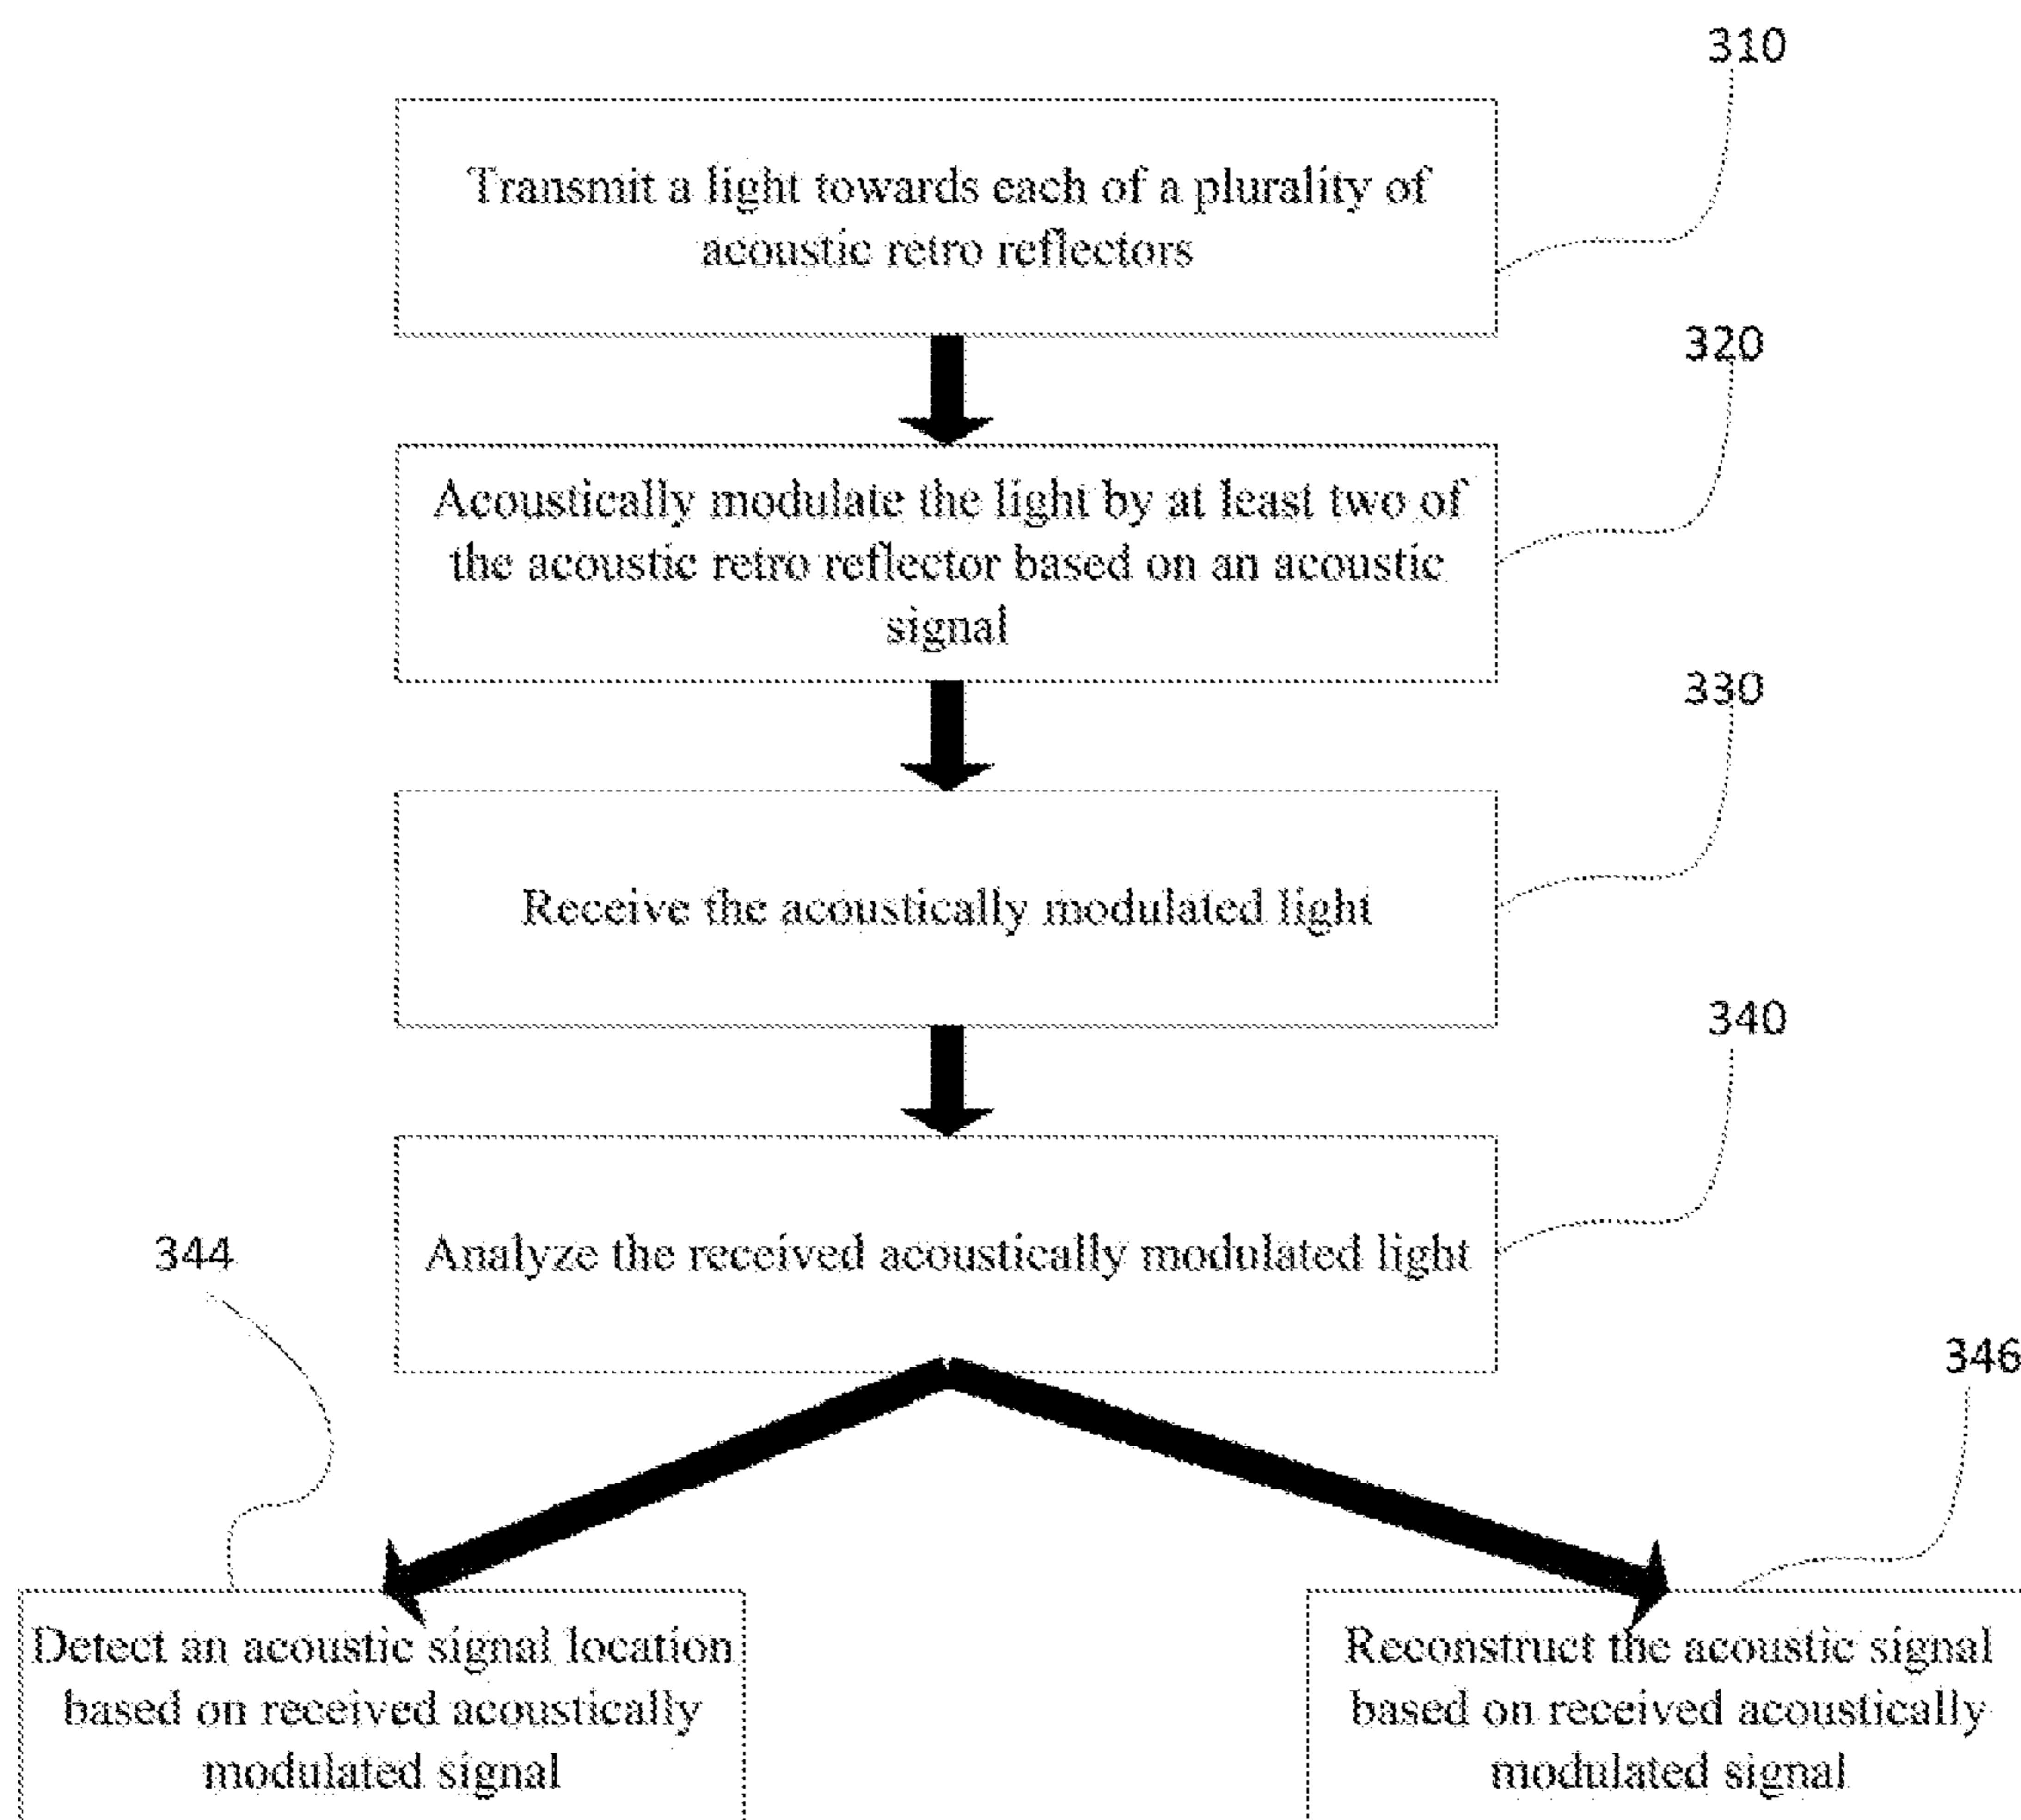 310
Transmit a light towards each of a plurality of
acoustic retro reflectors
320
Acoustically modulate the light by at least two of
the acoustic retro reflector based on an acoustic
signal
330
Receive the acoustically modulated light
340
Analyze the received acoustically modulated light
344
346
Detect an acoustic signal location
based on received acoustically
modulated signal
Reconstruct the acoustic signal
based on received acoustically
modulated signal